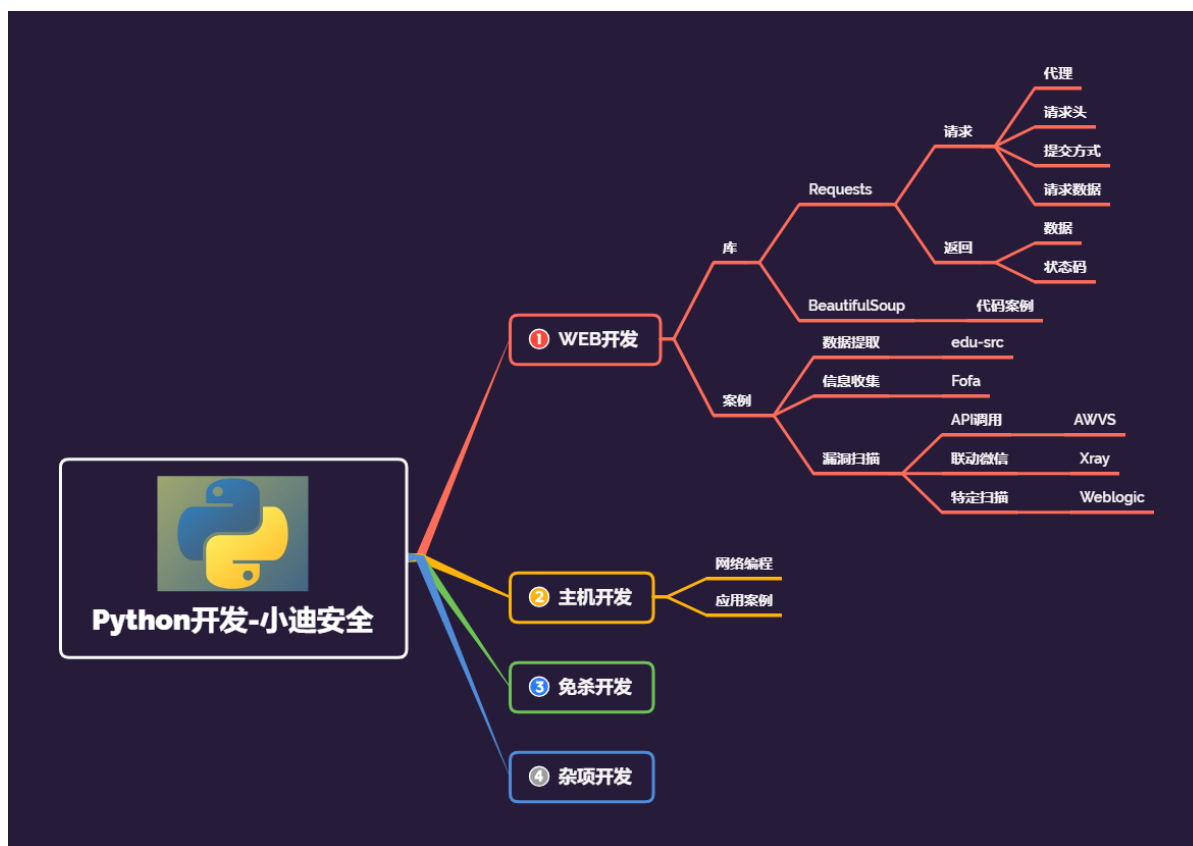 Python开发-小迪安全
1 WEB开发
库
Requests
请求
代理
请求头
提交方式
请求数据
返回
数据
状态码
BeautifulSoup
代码案例
案例
数据提取
edu-src
信息收集
Fofa
漏洞扫描
API调用
AWVS
联动微信
Xray
特定扫描
Weblogic
2 主机开发
网络编程
应用案例
3 免杀开发
4 杂项开发